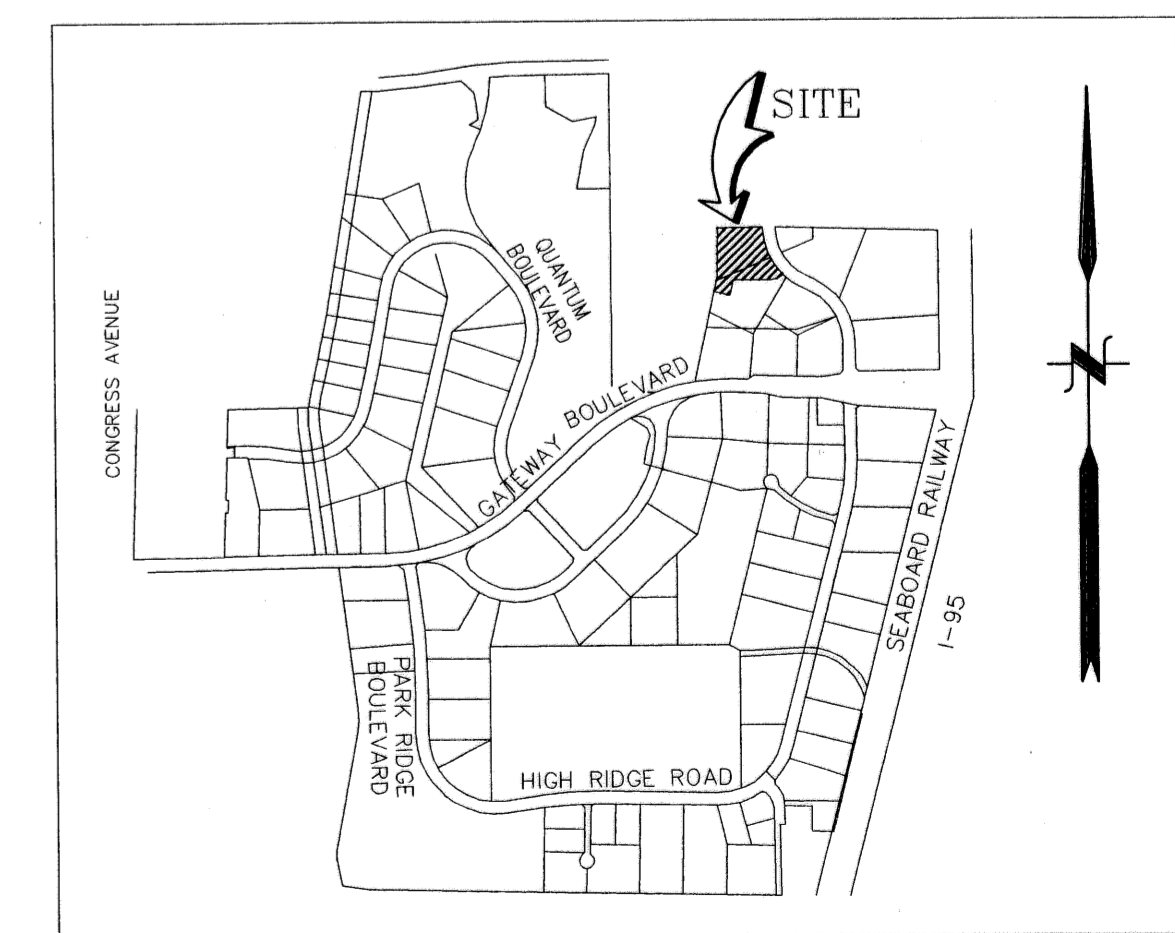 SITE
QUANTUM
BOULEVARD
CONGRESS AVENUE
GATEWAY BOULEVARD
SEABOARD RAILWAY
I-95
PARK RIDGE
BOULEVARD
HIGH RIDGE ROAD
N